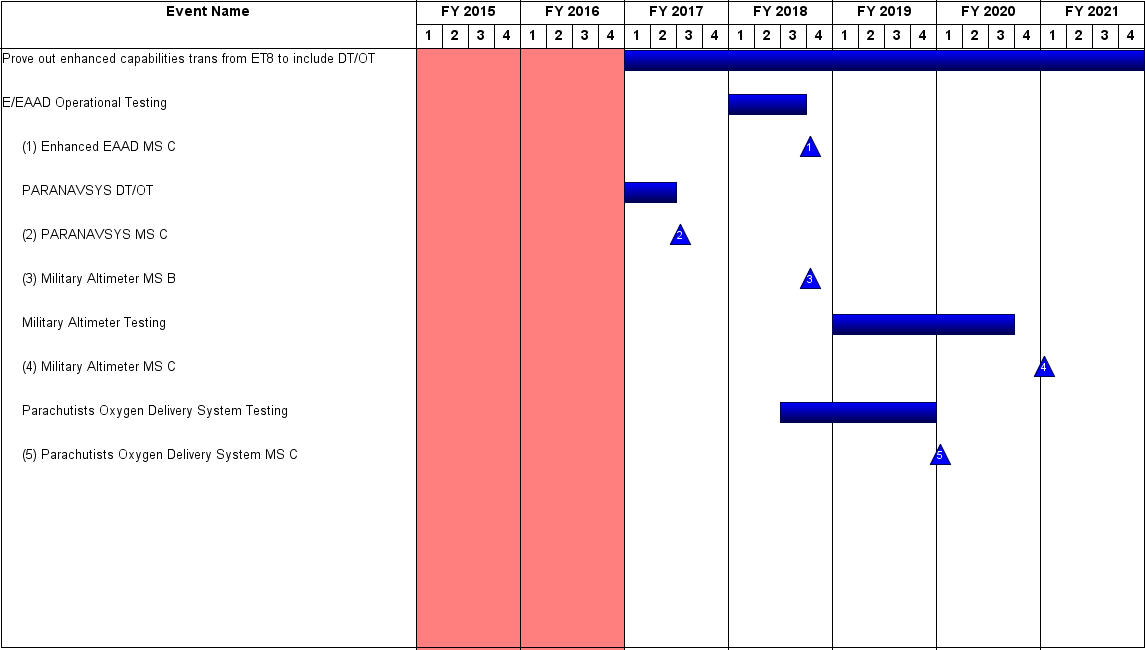 Event Name FY 2015 FY 2016 FY 2017 FY 2018 FY 2019 FY 2020 FY 2021
1 2 3 4 1 2 3 4 1 2 3 4 1 2 3 4 1 2 3 4 1 2 3 4 1 2 3 4
Prove out enhanced capabilities trans from ET8 to include DT/OT
E/EAAD Operational Testing
(1) Enhanced EAAD MS C 1
PARANAVSYS DT/OT
(2) PARANAVSYS MS C 2
(3) Military Altimeter MS B 3
Military Altimeter Testing
(4) Military Altimeter MS C 4
Parachutists Oxygen Delivery System Testing
(5) Parachutists Oxygen Delivery System MS C 5